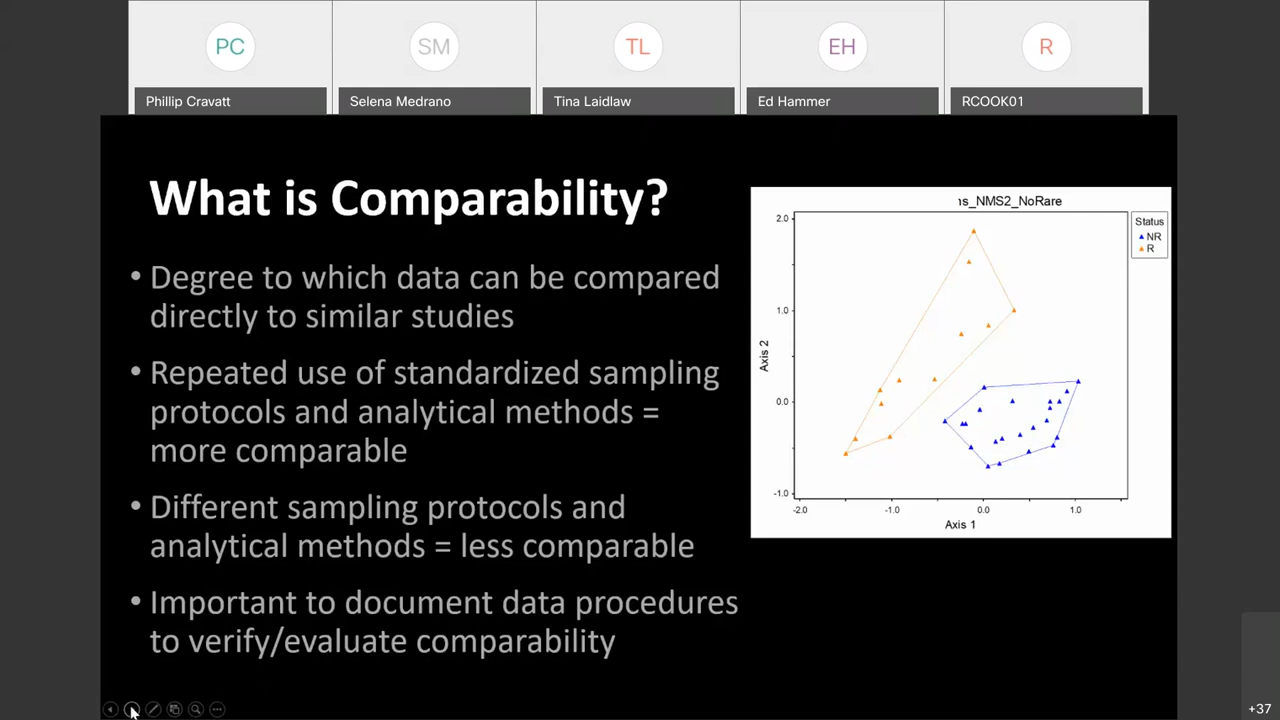 PC
SM
TL
EH
R
Phillip Cravatt
Selena Medrano
Tina Laidlaw
Ed Hammer
RCOOK01
What is Comparability?
• Degree to which data can be compared
directly to similar studies
• Repeated use of standardized sampling
protocols and analytical methods =
more comparable
• Different sampling protocols and
analytical methods = less comparable
• Important to document data procedures
to verify/evaluate comparability
s_NMS2_NoRare
Status
NR
R
2.0
1.0
0.0
-1.0
Axis 2
-2.0
-1.0
0.0
1.0
Axis 1
+37